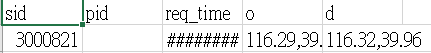 sid pid req_time o d
3000821 ######## 116.29,39. 116.32,39.96